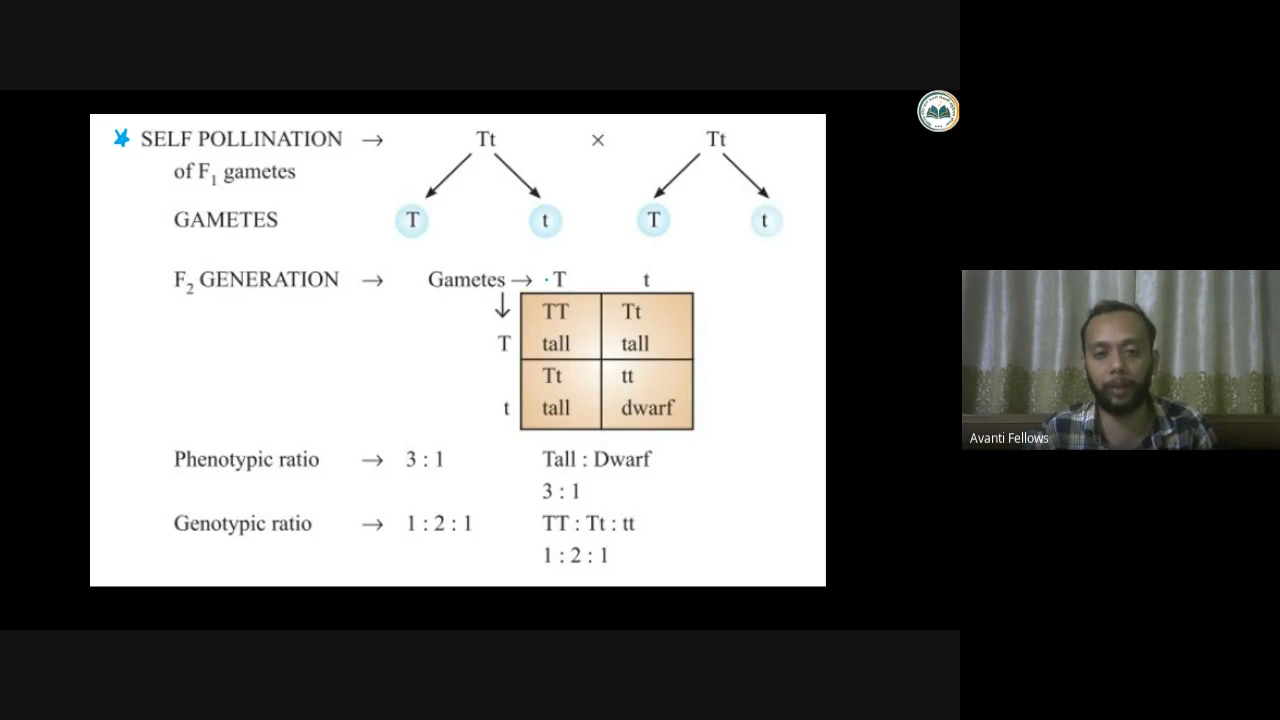 SELF POLLINATION → Tt × Tt
of F₁ gametes
GAMETES T t T t
F₂ GENERATION → Gametes → T t
↓ TT Tt
T tall tall
Tt tt
t tall dwarf
Phenotypic ratio → 3 : 1 Tall : Dwarf
3 : 1
Genotypic ratio → 1 : 2 : 1 TT : Tt : tt
1 : 2 : 1
Avanti Fellows